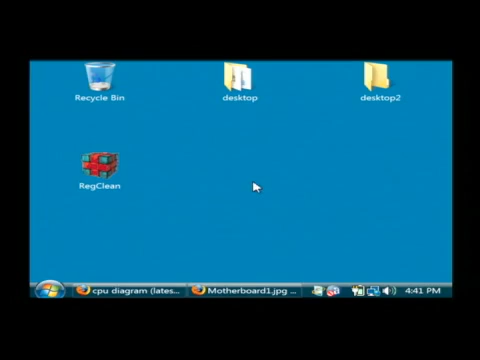 Recycle Bin
desktop
desktop2
RegClean
cpu diagram (lates...
Motherboard1.jpg ...
4:41 PM